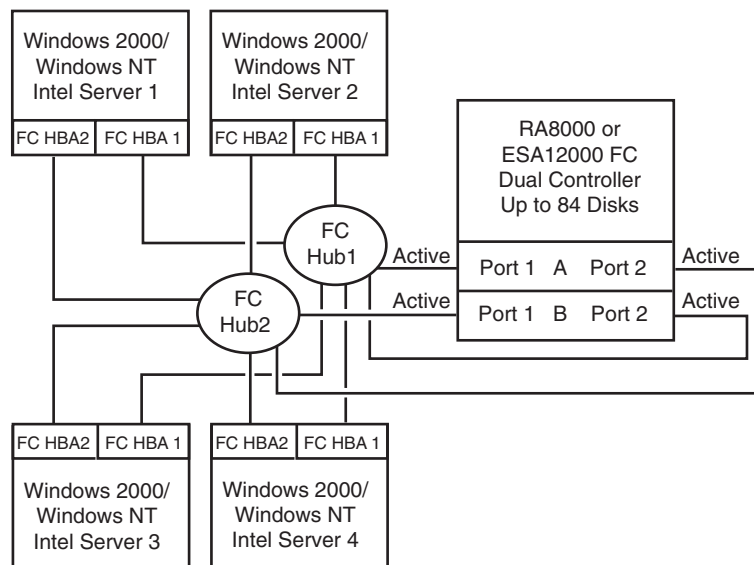 Windows 2000/
Windows NT
Intel Server 1
FC HBA2 FC HBA 1
Windows 2000/
Windows NT
Intel Server 2
FC HBA2 FC HBA 1
RA8000 or
ESA12000 FC
Dual Controller
Up to 84 Disks
FC
Hub1
Active
Port 1 A Port 2
Active
FC
Hub2
Active
Port 1 B Port 2
Active
FC HBA2 FC HBA 1
Windows 2000/
Windows NT
Intel Server 3
FC HBA2 FC HBA 1
Windows 2000/
Windows NT
Intel Server 4